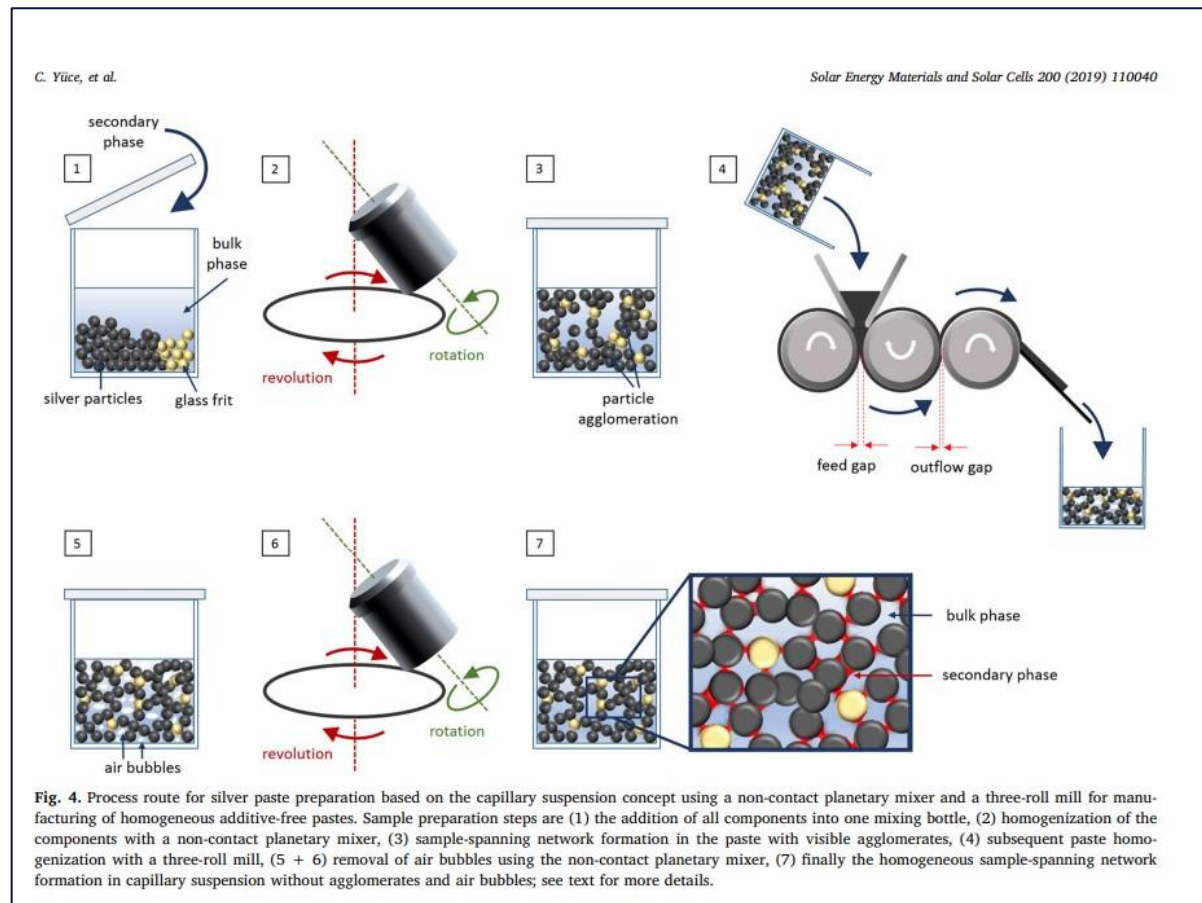 C. Yüce, et al.
Solar Energy Materials and Solar Cells 200 (2019) 110040
1
secondary
phase
bulk
phase
silver particles
glass frit
2
revolution
rotation
3
particle
agglomeration
4
feed gap
outflow gap
5
air bubbles
6
revolution
rotation
7
bulk phase
secondary phase
Fig. 4. Process route for silver paste preparation based on the capillary suspension concept using a non-contact planetary mixer and a three-roll mill for manu-
facturing of homogeneous additive-free pastes. Sample preparation steps are (1) the addition of all components into one mixing bottle, (2) homogenization of the
components with a non-contact planetary mixer, (3) sample-spanning network formation in the paste with visible agglomerates, (4) subsequent paste homo-
genization with a three-roll mill, (5 + 6) removal of air bubbles using the non-contact planetary mixer, (7) finally the homogeneous sample-spanning network
formation in capillary suspension without agglomerates and air bubbles; see text for more details.